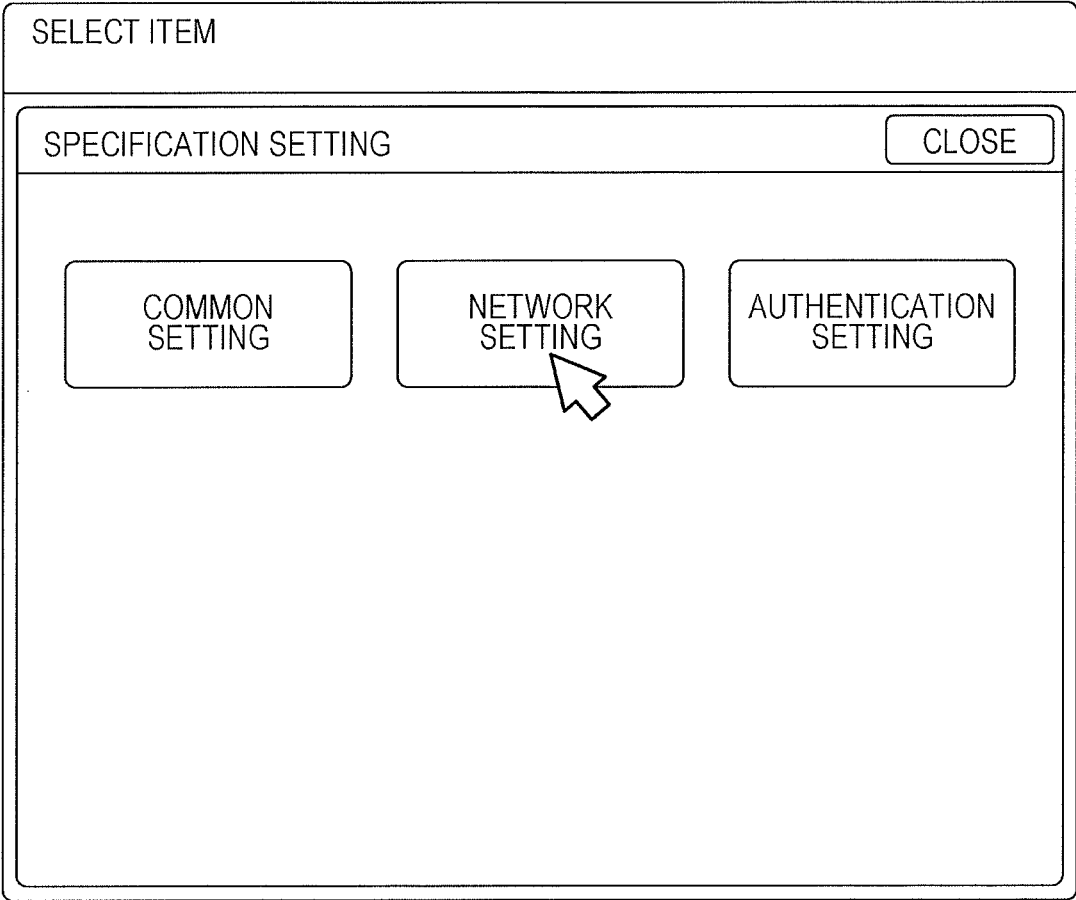 SELECT ITEM
SPECIFICATION SETTING
CLOSE
COMMON
SETTING
NETWORK
SETTING
AUTHENTICATION
SETTING